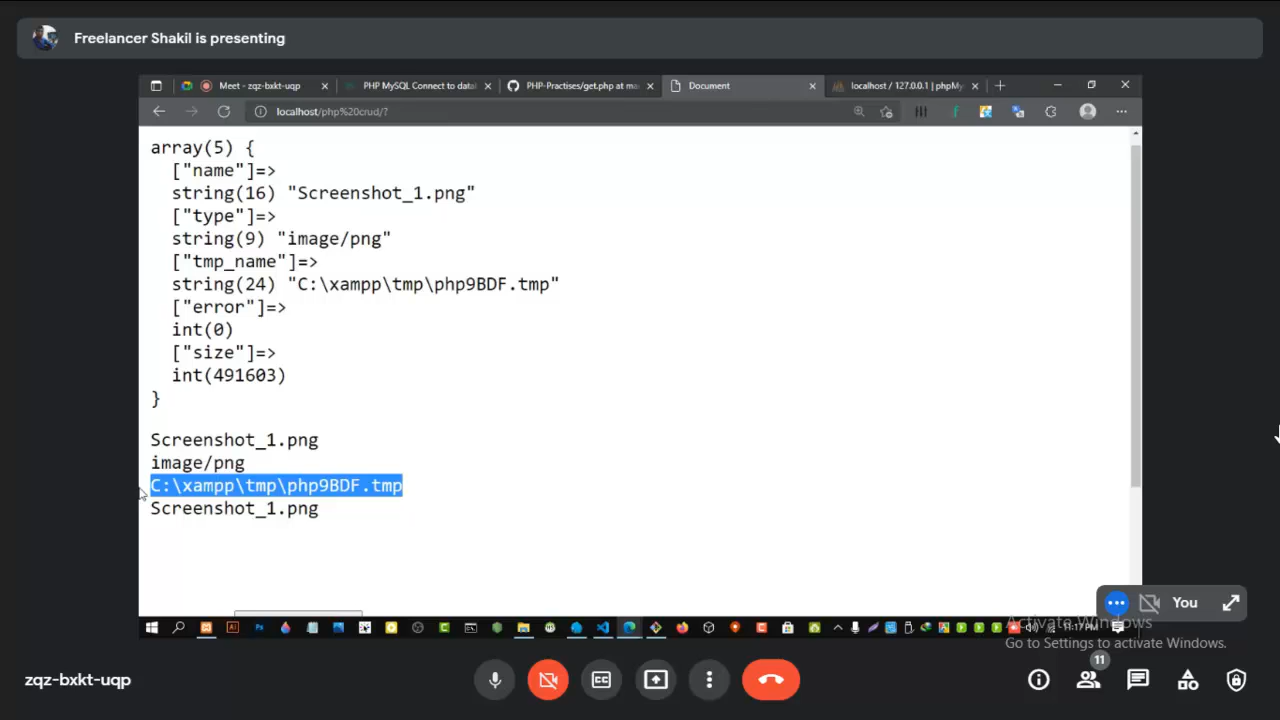 Freelancer Shakil is presenting
Meet - zqz-bxkt-uqp
PHP MySQL Connect to datab
PHP-Practises/get.php at ma
Document
localhost / 127.0.0.1 | phpMy
localhost/php%20crud/?
array(5) {
["name"]=>
string(16) "Screenshot_1.png"
["type"]=>
string(9) "image/png"
["tmp_name"]=>
string(24) "C:\xampp\tmp\php9BDF.tmp"
["error"]=>
int(0)
["size"]=>
int(491603)
}
Screenshot_1.png
image/png
C:\xampp\tmp\php9BDF.tmp
Screenshot_1.png
You
Activate Windows
Go to Settings to activate Windows.
11:17 PM
zqz-bxkt-uqp
11